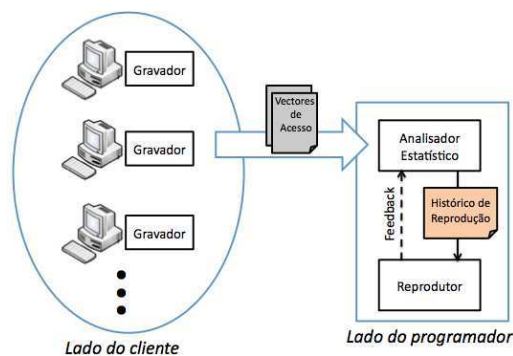 Gravador
Gravador
Gravador
Lado do cliente
Vectores
de
Acesso
Analisador
Estatístico
Feedback
Histórico de
Reprodução
Reprodutor
Lado do programador